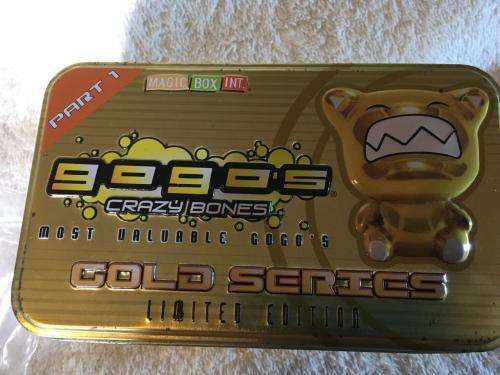 PART 1
MAGIC BOX INT.
gogo's
CRAZY BONES
MOST VALUABLE GOGO'S
GOLD SERIES
LIMITED EDITION